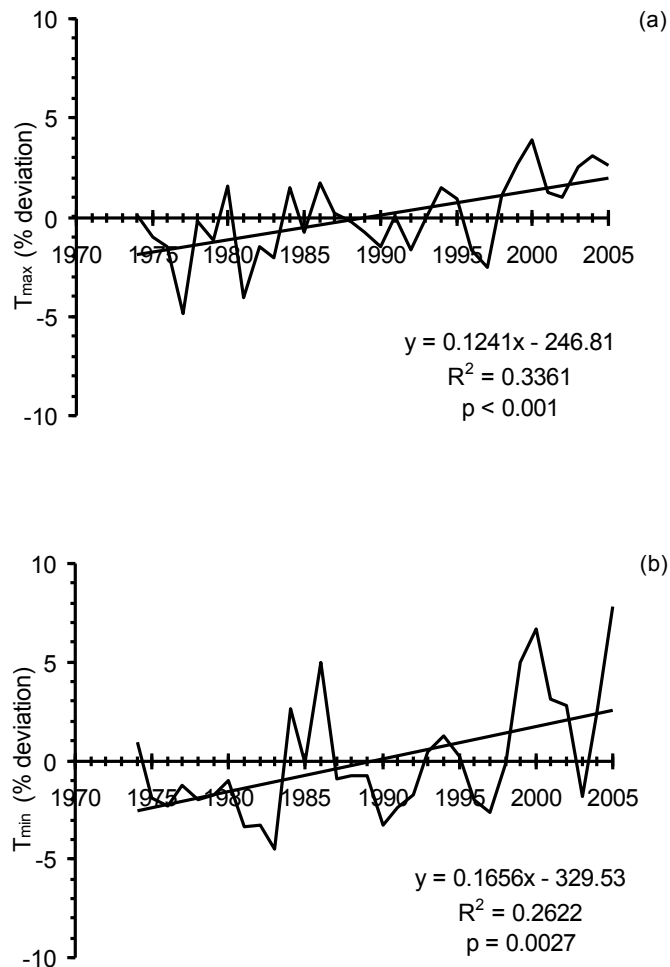 (a)
10
5
0
-5
-10
T_max (% deviation)
1970 1975 1980 1985 1990 1995 2000 2005
y = 0.1241x - 246.81
R² = 0.3361
p < 0.001
(b)
10
5
0
-5
-10
T_min (% deviation)
1970 1975 1980 1985 1990 1995 2000 2005
y = 0.1656x - 329.53
R² = 0.2622
p = 0.0027